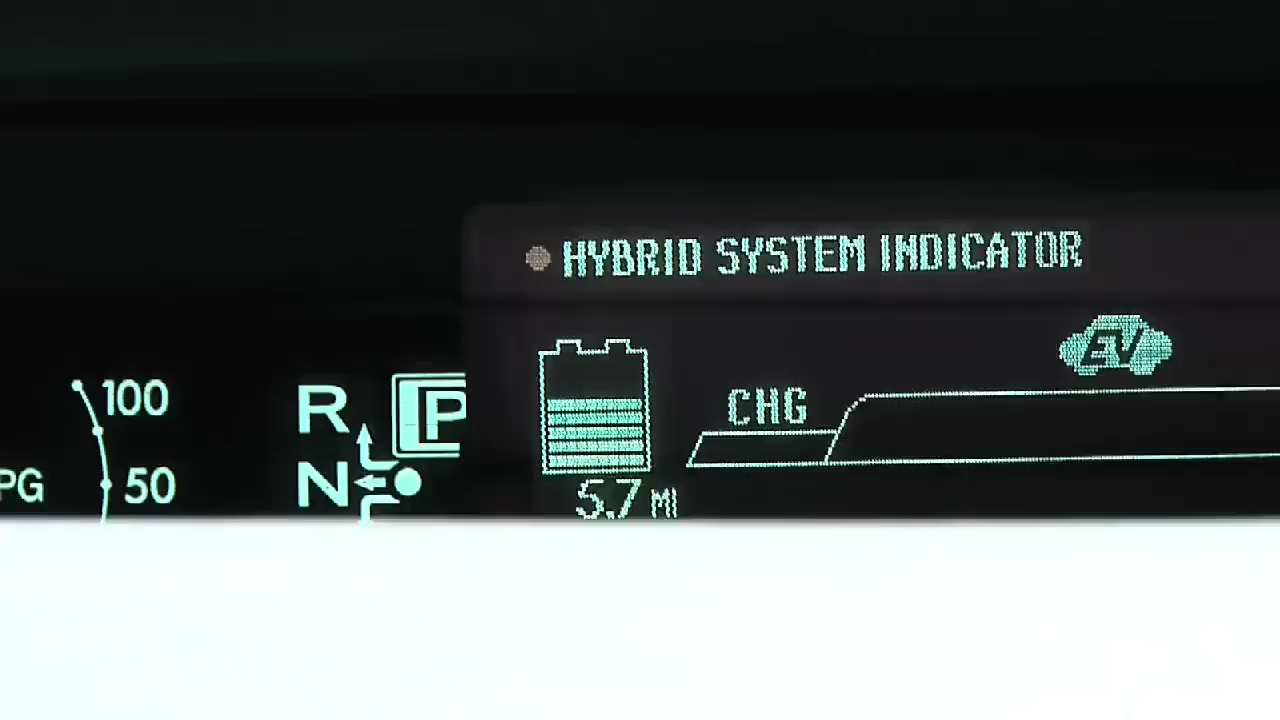 HYBRID SYSTEM INDICATOR
EV
100
R
P
CHG
PG
50
N
5.7 MI